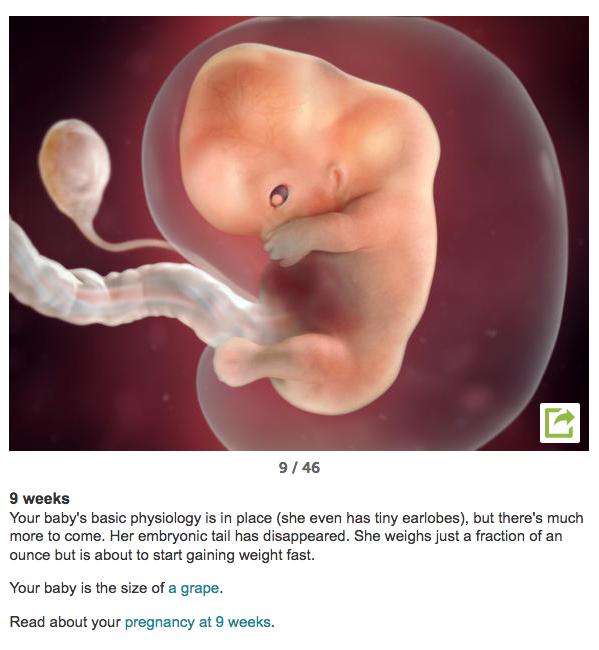 9 / 46
9 weeks
Your baby's basic physiology is in place (she even has tiny earlobes), but there's much
more to come. Her embryonic tail has disappeared. She weighs just a fraction of an
ounce but is about to start gaining weight fast.
Your baby is the size of a grape.
Read about your pregnancy at 9 weeks.